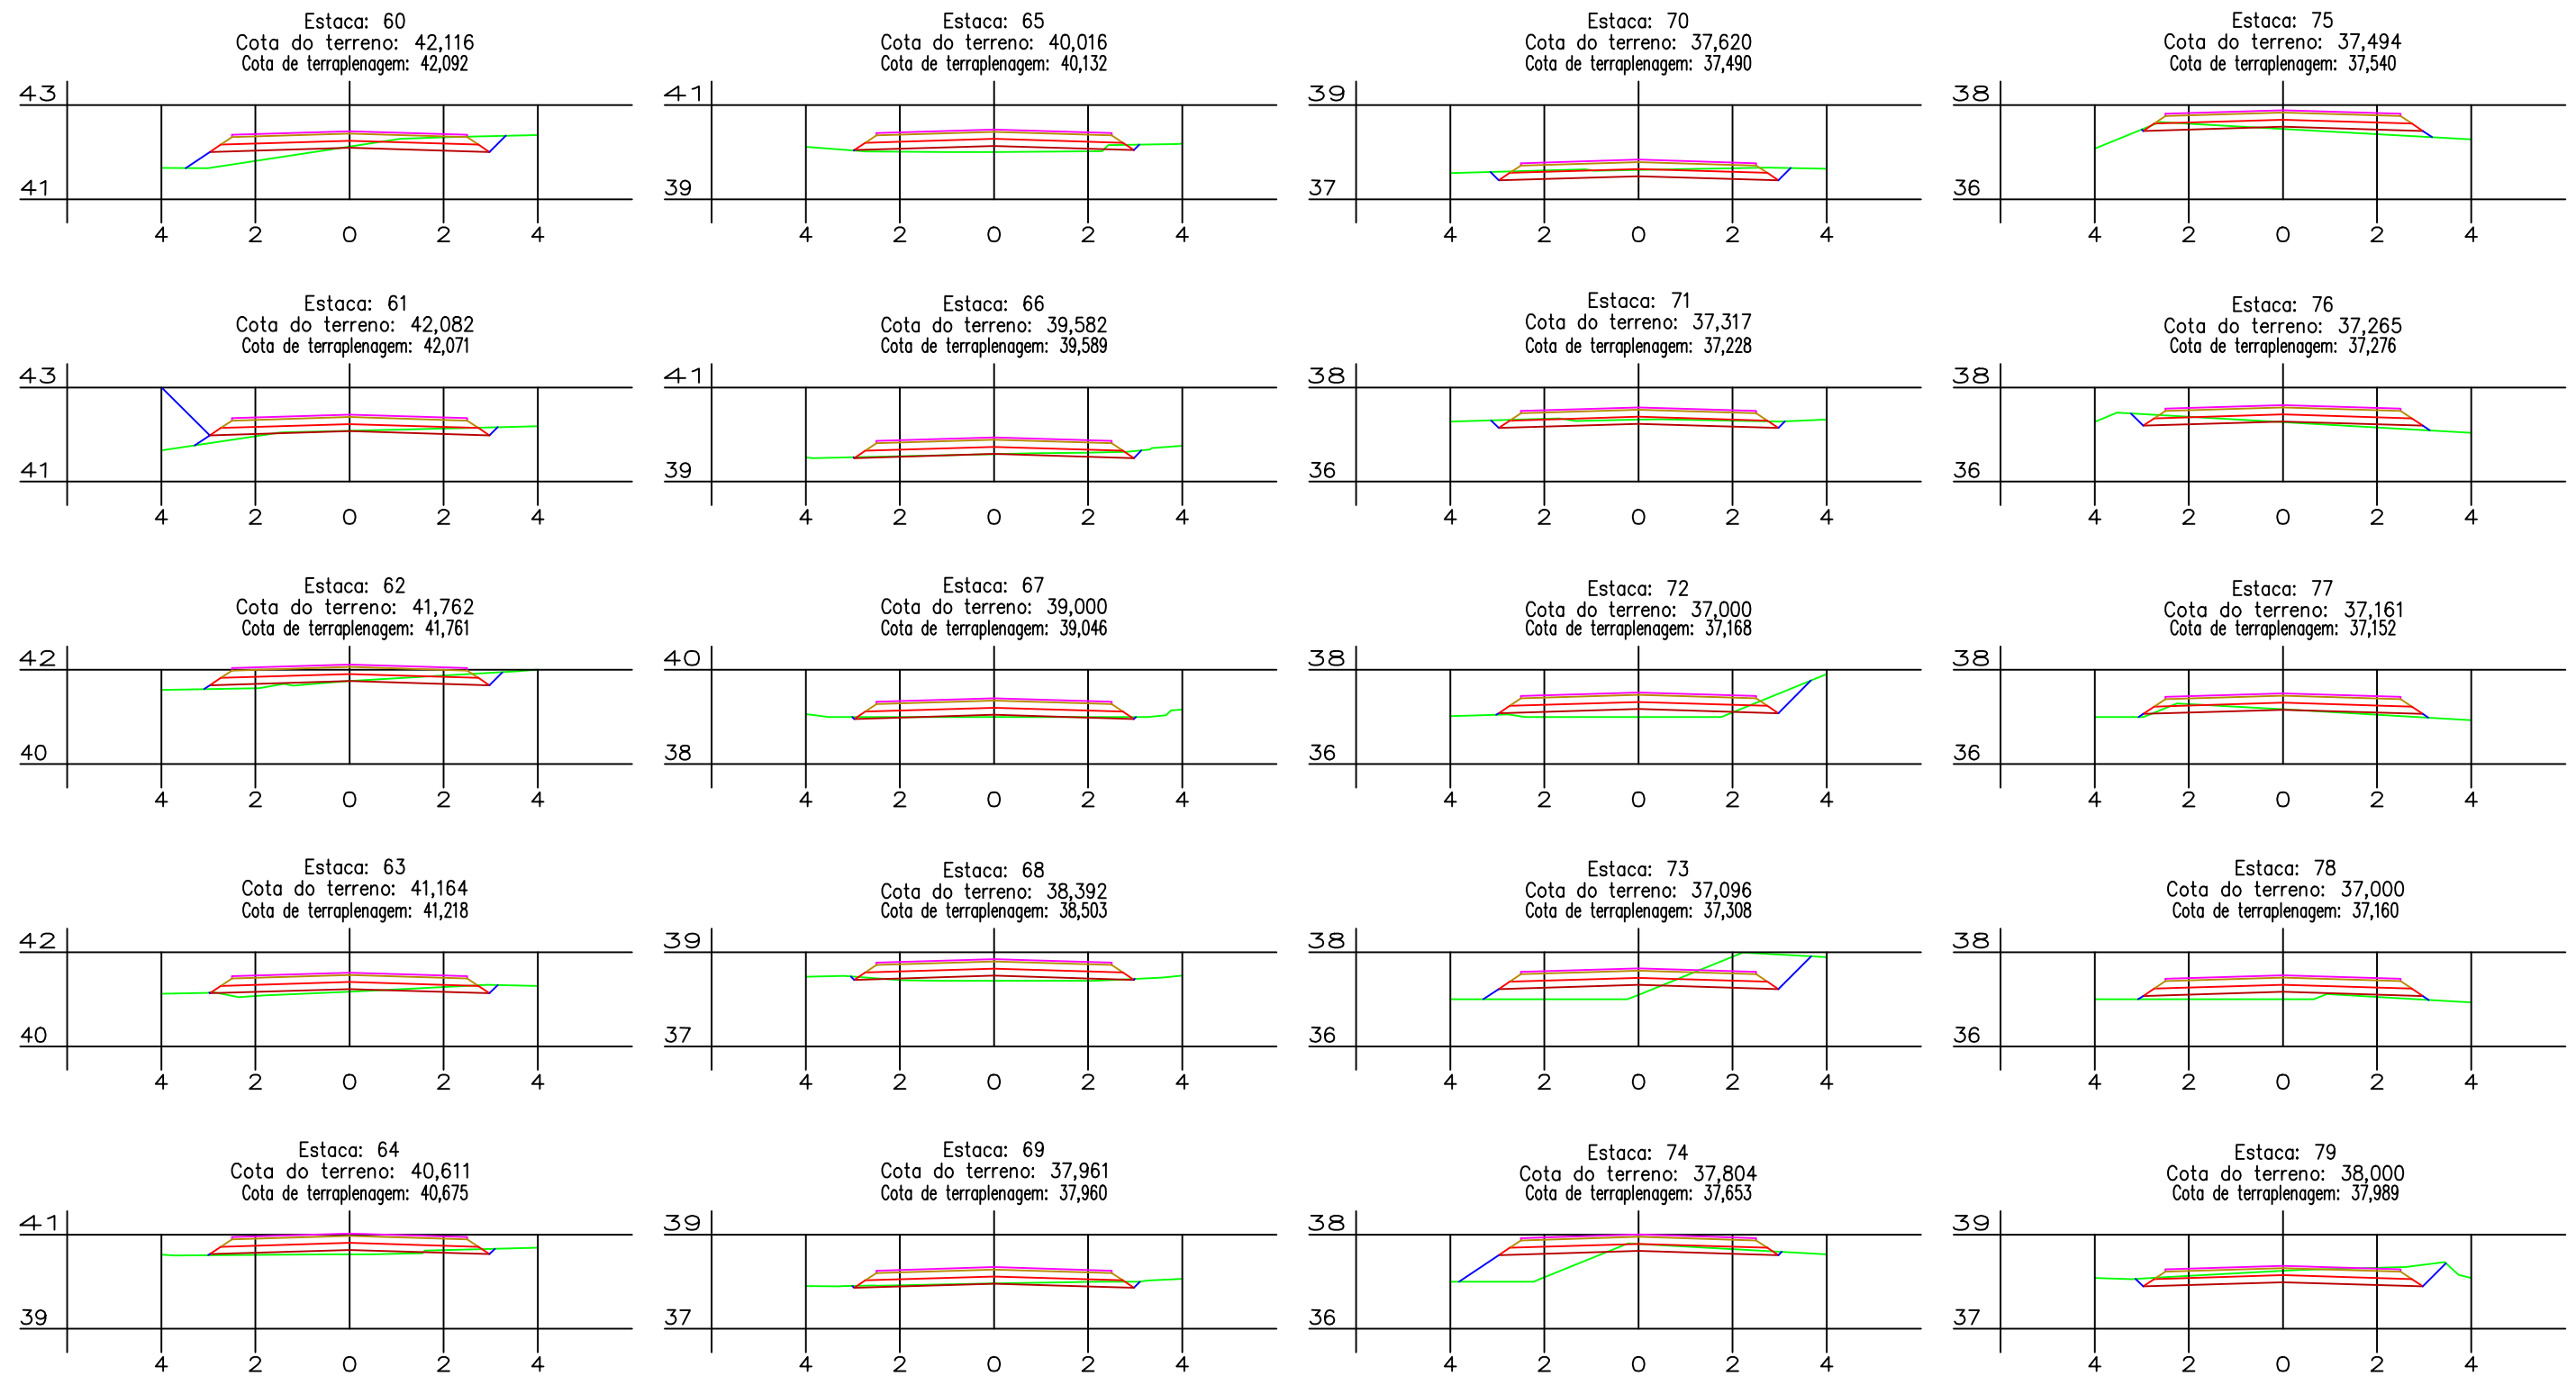 Estaca: 60
Cota do terreno: 42,116
Cota de terraplenagem: 42,092
43
41
4 2 0 2 4
Estaca: 65
Cota do terreno: 40,016
Cota de terraplenagem: 40,132
41
39
4 2 0 2 4
Estaca: 70
Cota do terreno: 37,620
Cota de terraplenagem: 37,490
39
37
4 2 0 2 4
Estaca: 75
Cota do terreno: 37,494
Cota de terraplenagem: 37,540
38
36
4 2 0 2 4
Estaca: 61
Cota do terreno: 42,082
Cota de terraplenagem: 42,071
43
41
4 2 0 2 4
Estaca: 66
Cota do terreno: 39,582
Cota de terraplenagem: 39,589
41
39
4 2 0 2 4
Estaca: 71
Cota do terreno: 37,317
Cota de terraplenagem: 37,228
38
36
4 2 0 2 4
Estaca: 76
Cota do terreno: 37,265
Cota de terraplenagem: 37,276
38
36
4 2 0 2 4
Estaca: 62
Cota do terreno: 41,762
Cota de terraplenagem: 41,761
42
40
4 2 0 2 4
Estaca: 67
Cota do terreno: 39,000
Cota de terraplenagem: 39,046
40
38
4 2 0 2 4
Estaca: 72
Cota do terreno: 37,000
Cota de terraplenagem: 37,168
38
36
4 2 0 2 4
Estaca: 77
Cota do terreno: 37,161
Cota de terraplenagem: 37,152
38
36
4 2 0 2 4
Estaca: 63
Cota do terreno: 41,164
Cota de terraplenagem: 41,218
42
40
4 2 0 2 4
Estaca: 68
Cota do terreno: 38,392
Cota de terraplenagem: 38,503
39
37
4 2 0 2 4
Estaca: 73
Cota do terreno: 37,096
Cota de terraplenagem: 37,308
38
36
4 2 0 2 4
Estaca: 78
Cota do terreno: 37,000
Cota de terraplenagem: 37,160
38
36
4 2 0 2 4
Estaca: 64
Cota do terreno: 40,611
Cota de terraplenagem: 40,675
41
39
4 2 0 2 4
Estaca: 69
Cota do terreno: 37,961
Cota de terraplenagem: 37,960
39
37
4 2 0 2 4
Estaca: 74
Cota do terreno: 37,804
Cota de terraplenagem: 37,653
38
36
4 2 0 2 4
Estaca: 79
Cota do terreno: 38,000
Cota de terraplenagem: 37,989
39
37
4 2 0 2 4